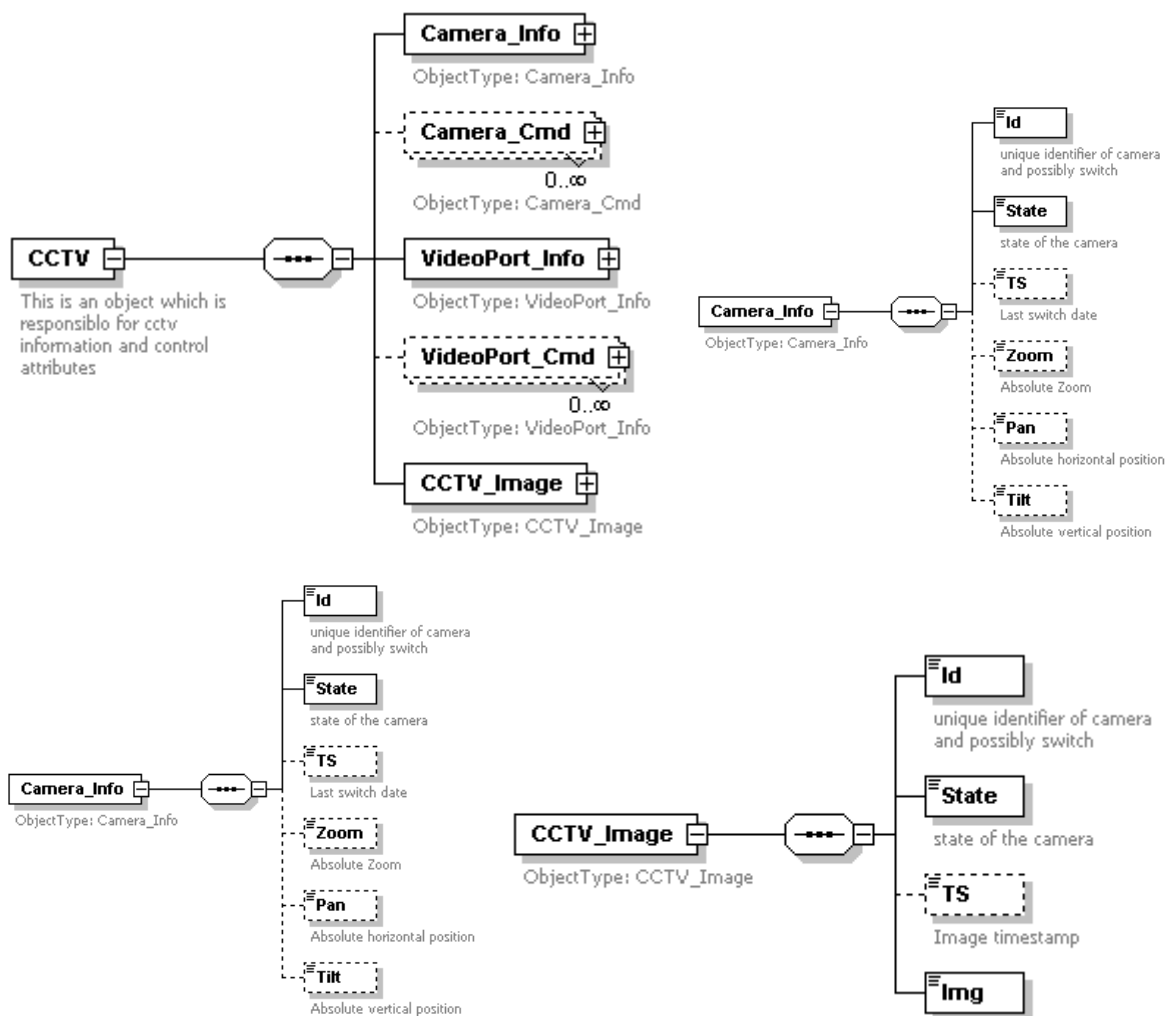 Camera_Info
ObjectType: Camera_Info
Camera_Cmd
0..∞
ObjectType: Camera_Cmd
CCTV
This is an object which is
responsiblo for cctv
information and control
attributes
VideoPort_Info
ObjectType: VideoPort_Info
VideoPort_Cmd
0..∞
ObjectType: VideoPort_Info
CCTV_Image
ObjectType: CCTV_Image
Camera_Info
ObjectType: Camera_Info
Id
unique identifier of camera
and possibly switch
State
state of the camera
TS
Last switch date
Zoom
Absolute Zoom
Pan
Absolute horizontal position
Tilt
Absolute vertical position
Camera_Info
ObjectType: Camera_Info
Id
unique identifier of camera
and possibly switch
State
state of the camera
TS
Last switch date
Zoom
Absolute Zoom
Pan
Absolute horizontal position
Tilt
Absolute vertical position
CCTV_Image
ObjectType: CCTV_Image
Id
unique identifier of camera
and possibly switch
State
state of the camera
TS
Image timestamp
Img